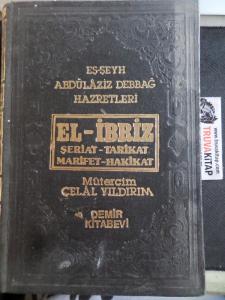 EŞ-ŞEYH
ABDÜLÂZİZ DEBBAĞ
HAZRETLERİ
EL-İBRİZ
ŞERİAT-TARİKAT
MARİFET-HAKİKAT
Mütercim
CELÂL YILDIRIM
DEMİR
KİTABEVİ
TRUVAKİTAP